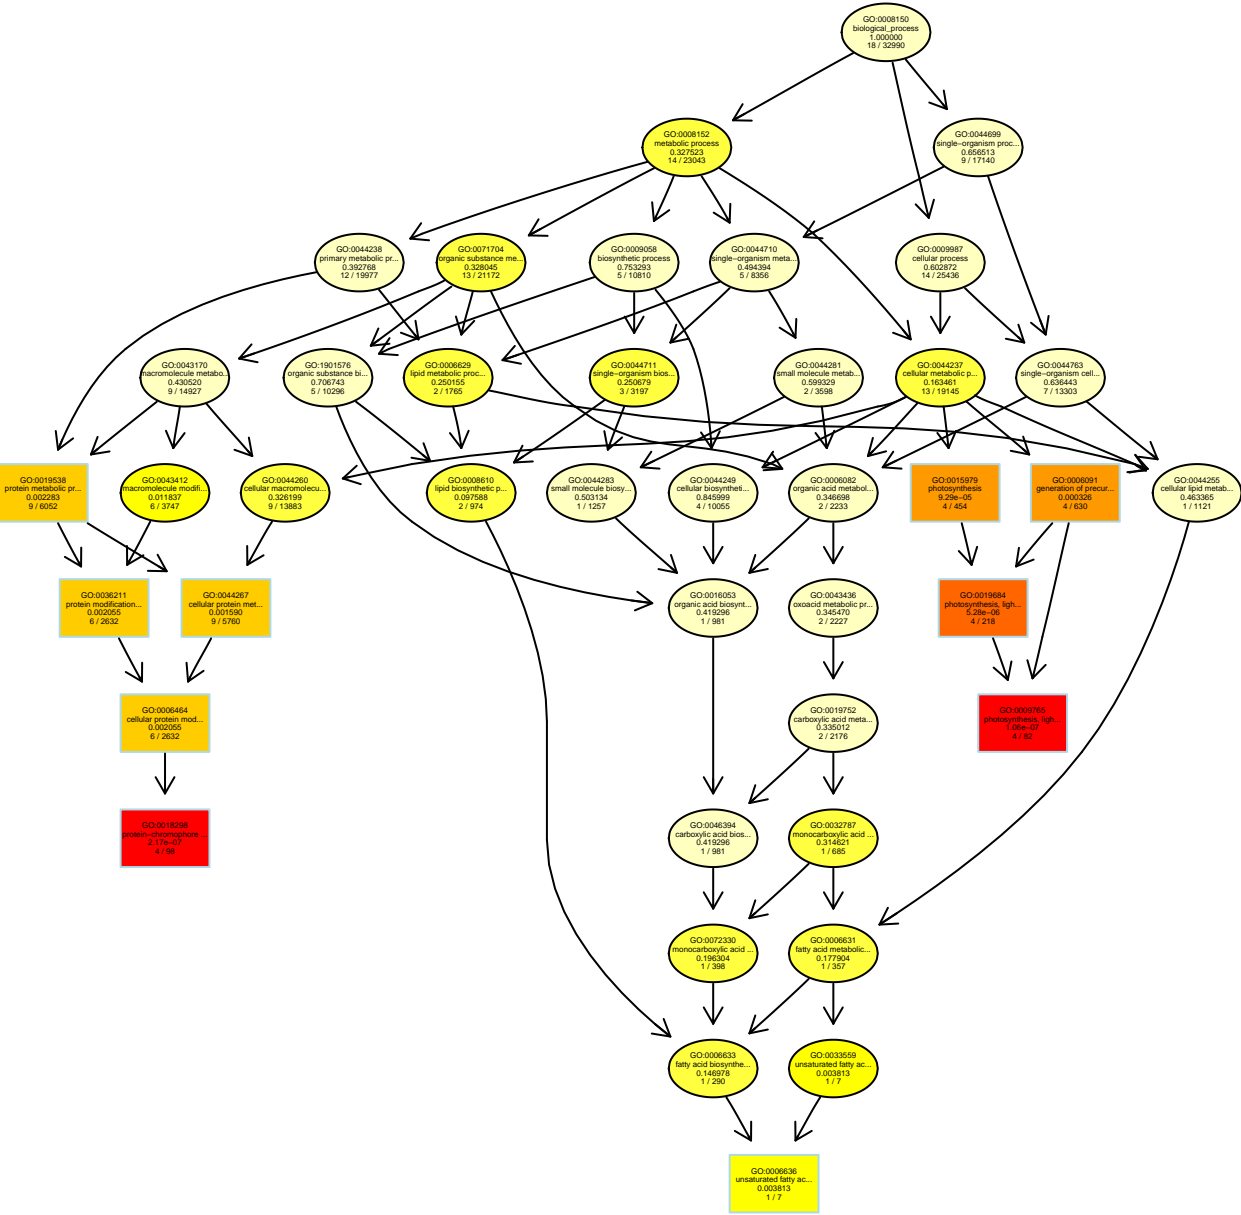 GO:0008150
biological_process
1.000000
18 / 32990
GO:0008152
metabolic process
0.327523
14 / 23043
GO:0044699
single−organism proc...
0.656513
9 / 17140
GO:0044238
primary metabolic pr...
0.392768
12 / 19977
GO:0071704
organic substance me...
0.328045
13 / 21172
GO:0009058
biosynthetic process
0.753293
5 / 10810
GO:0044710
single−organism meta...
0.494394
5 / 8356
GO:0009987
cellular process
0.602872
14 / 25436
GO:0043170
macromolecule metabo...
0.430520
9 / 14927
GO:1901576
organic substance bi...
0.706743
5 / 10296
GO:0006629
lipid metabolic proc...
0.250155
2 / 1765
GO:0044711
single−organism bios...
0.250679
3 / 3197
GO:0044281
small molecule metab...
0.599329
2 / 3598
GO:0044237
cellular metabolic p...
0.163461
13 / 19145
GO:0044763
single−organism cell...
0.636443
7 / 13303
GO:0019538
protein metabolic pr...
0.002283
9 / 6052
GO:0043412
macromolecule modifi...
0.011837
6 / 3747
GO:0044260
cellular macromolecu...
0.326199
9 / 13883
GO:0008610
lipid biosynthetic p...
0.097588
2 / 974
GO:0044283
small molecule biosy...
0.503134
1 / 1257
GO:0044249
cellular biosyntheti...
0.845999
4 / 10055
GO:0006082
organic acid metabol...
0.346698
2 / 2233
GO:0015979
photosynthesis
9.29e−05
4 / 454
GO:0006091
generation of precur...
0.000326
4 / 630
GO:0044255
cellular lipid metab...
0.463365
1 / 1121
GO:0036211
protein modification...
0.002055
6 / 2632
GO:0044267
cellular protein met...
0.001590
9 / 5760
GO:0016053
organic acid biosynt...
0.419296
1 / 981
GO:0043436
oxoacid metabolic pr...
0.345470
2 / 2227
GO:0019684
photosynthesis, ligh...
5.28e−06
4 / 218
GO:0006464
cellular protein mod...
0.002055
6 / 2632
GO:0019752
carboxylic acid meta...
0.335012
2 / 2176
GO:0009765
photosynthesis, ligh...
1.06e−07
4 / 82
GO:0018298
protein−chromophore ...
2.17e−07
4 / 98
GO:0046394
carboxylic acid bios...
0.419296
1 / 981
GO:0032787
monocarboxylic acid ...
0.314621
1 / 685
GO:0072330
monocarboxylic acid ...
0.196304
1 / 398
GO:0006631
fatty acid metabolic...
0.177904
1 / 357
GO:0006633
fatty acid biosynthe...
0.146978
1 / 290
GO:0033559
unsaturated fatty ac...
0.003813
1 / 7
GO:0006636
unsaturated fatty ac...
0.003813
1 / 7